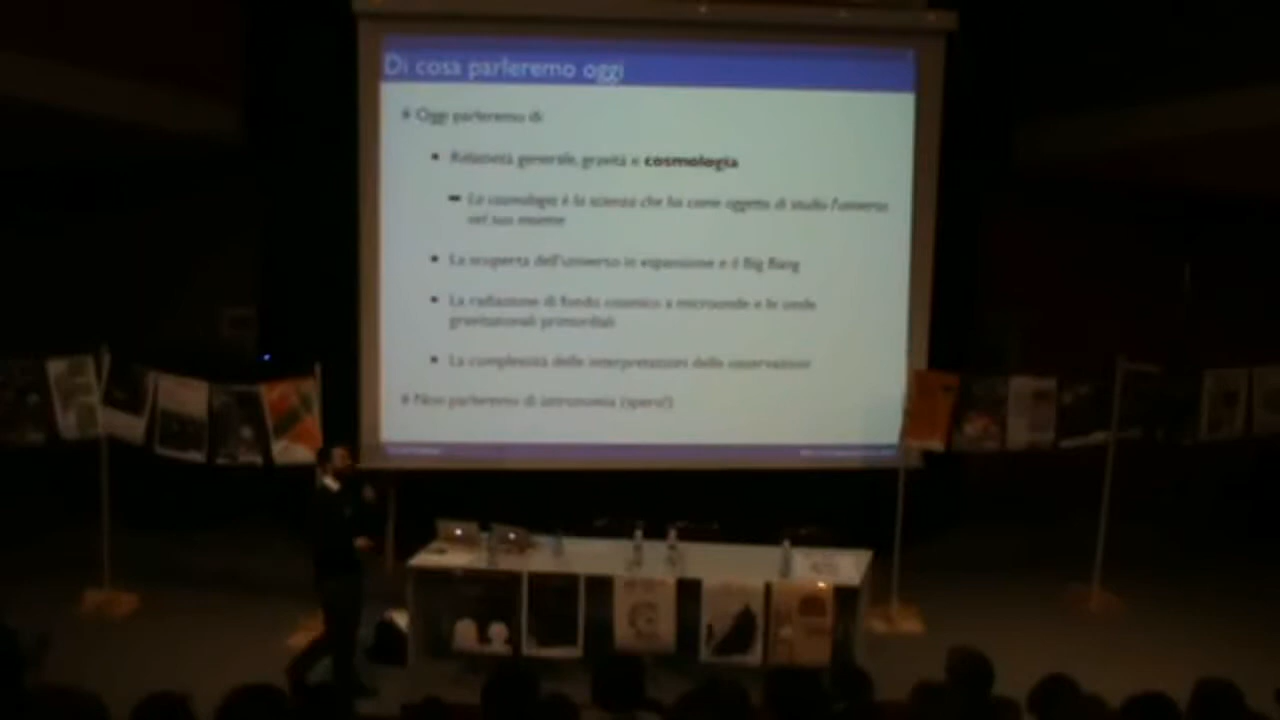 Di cosa parleremo oggi
Oggi parleremo di:
Relatività generale, gravità e cosmologia
La cosmologia è la scienza che ha come oggetto di studio l'universo
nel suo insieme
La scoperta dell'universo in espansione e il Big Bang
La radiazione di fondo cosmico a microonde e le onde
gravitazionali primordiali
La complessità delle interpretazioni delle osservazioni
Non parleremo di astronomia (spero!)